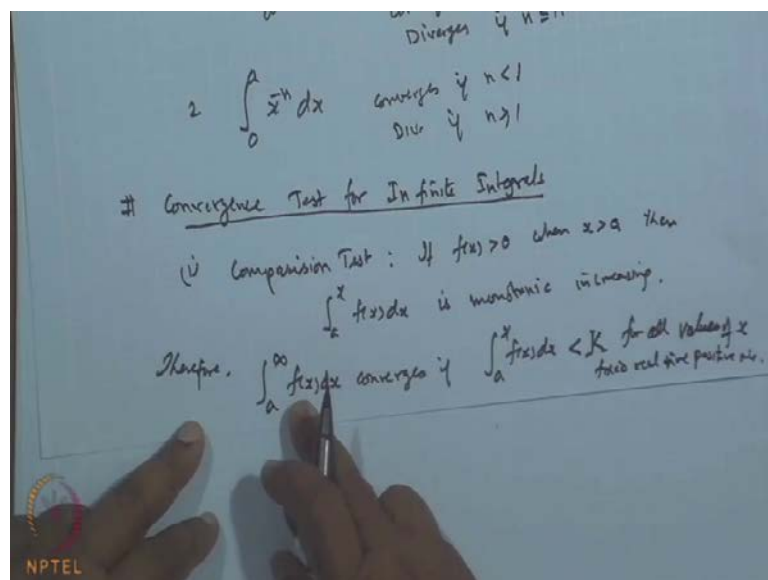 Diverges if n ≤ 1
2 ∫₀ᵃ x⁻ⁿ dx converges if n<1
Div if n≥1
# Convergence Test for Infinite Integrals
(i) Comparision Test : If f(x) > 0 when x > a then
∫ₐˣ f(x)dx is monotonic increasing.
Therefore, ∫ₐ^∞ f(x)dx converges if ∫ₐˣ f(x)dx < K for all values of x
fixed real positive no.
NPTEL